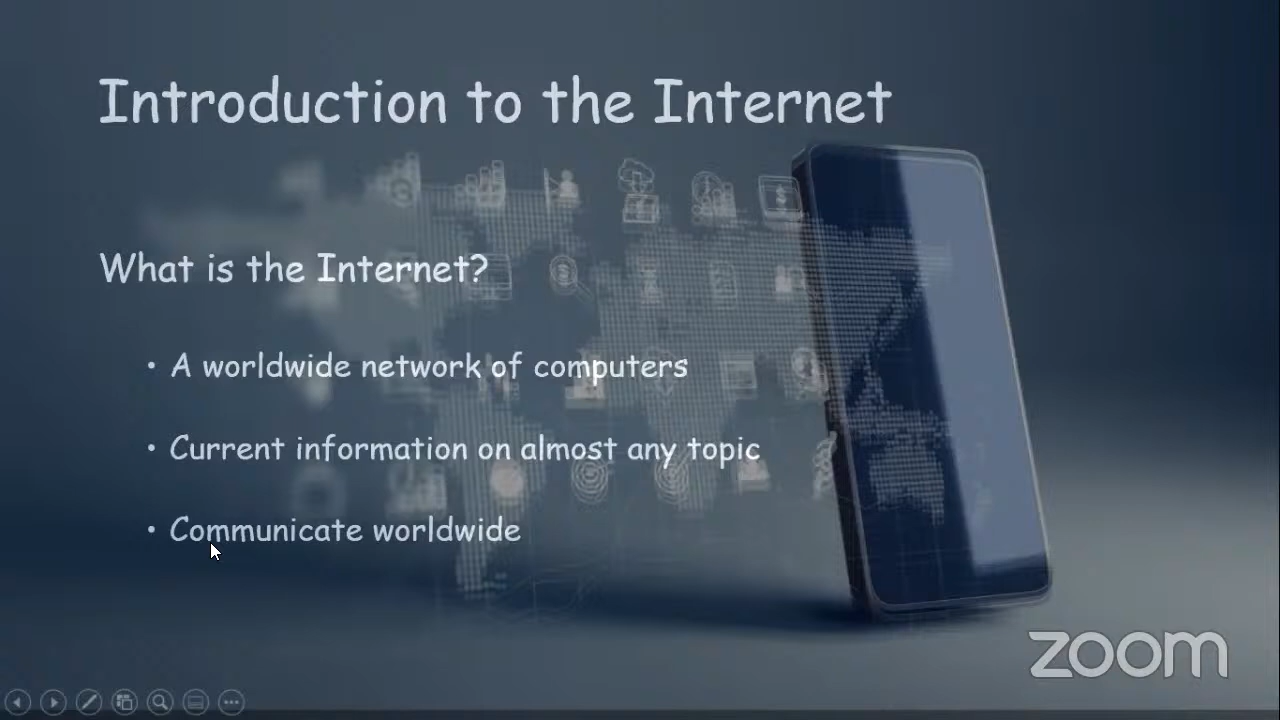 Introduction to the Internet
What is the Internet?
• A worldwide network of computers
• Current information on almost any topic
• Communicate worldwide
zoom